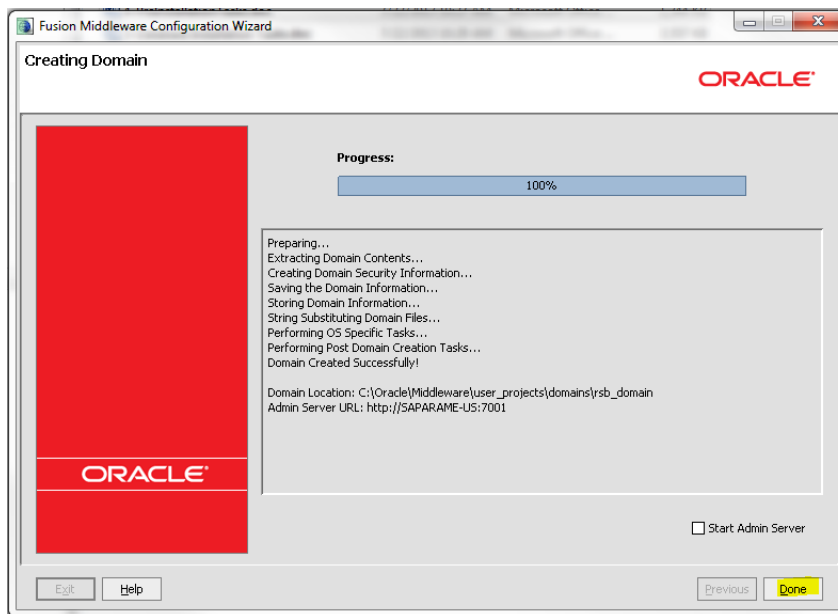 Fusion Middleware Configuration Wizard
Creating Domain
ORACLE
Progress:
100%
Preparing...
Extracting Domain Contents...
Creating Domain Security Information...
Saving the Domain Information...
Storing Domain Information...
String Substituting Domain Files...
Performing OS Specific Tasks...
Performing Post Domain Creation Tasks...
Domain Created Successfully!
Domain Location: C:\Oracle\Middleware\user_projects\domains\rsb_domain
Admin Server URL: http://SAPARAME-US:7001
ORACLE
Start Admin Server
Exit Help Previous Done